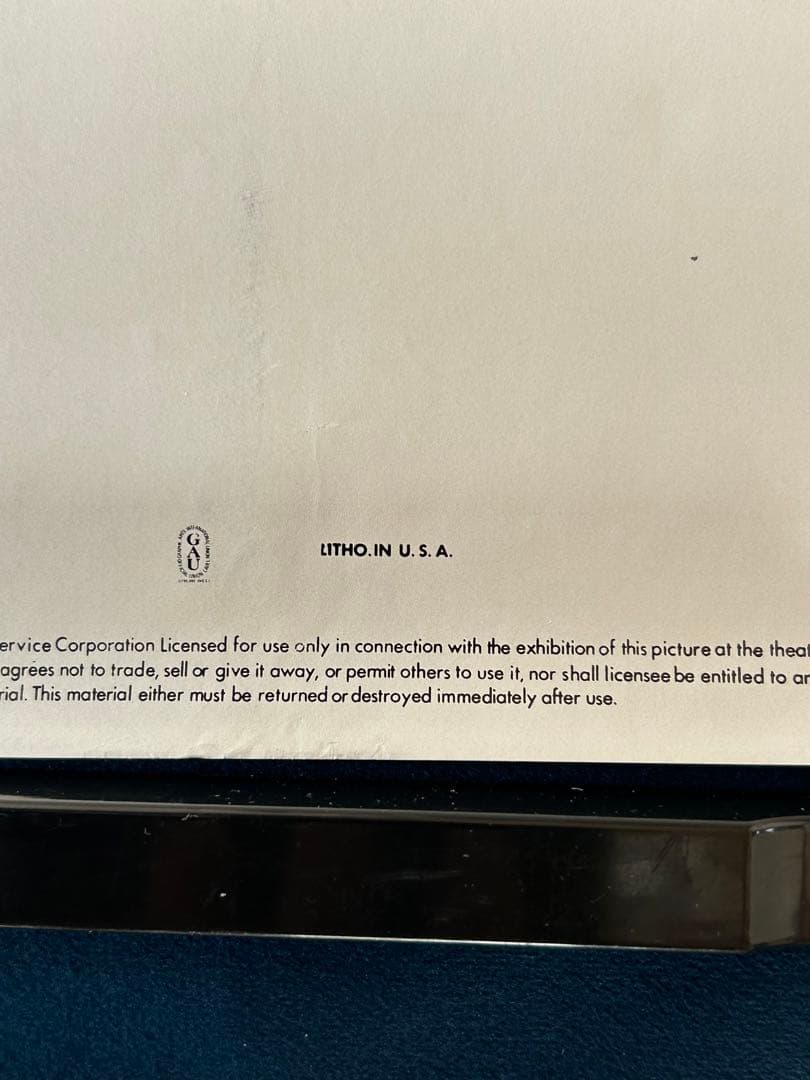 GAU
LITHO. IN U. S. A.
ervice Corporation Licensed for use only in connection with the exhibition of this picture at the theat
agrees not to trade, sell or give it away, or permit others to use it, nor shall licensee be entitled to an
rial. This material either must be returned or destroyed immediately after use.